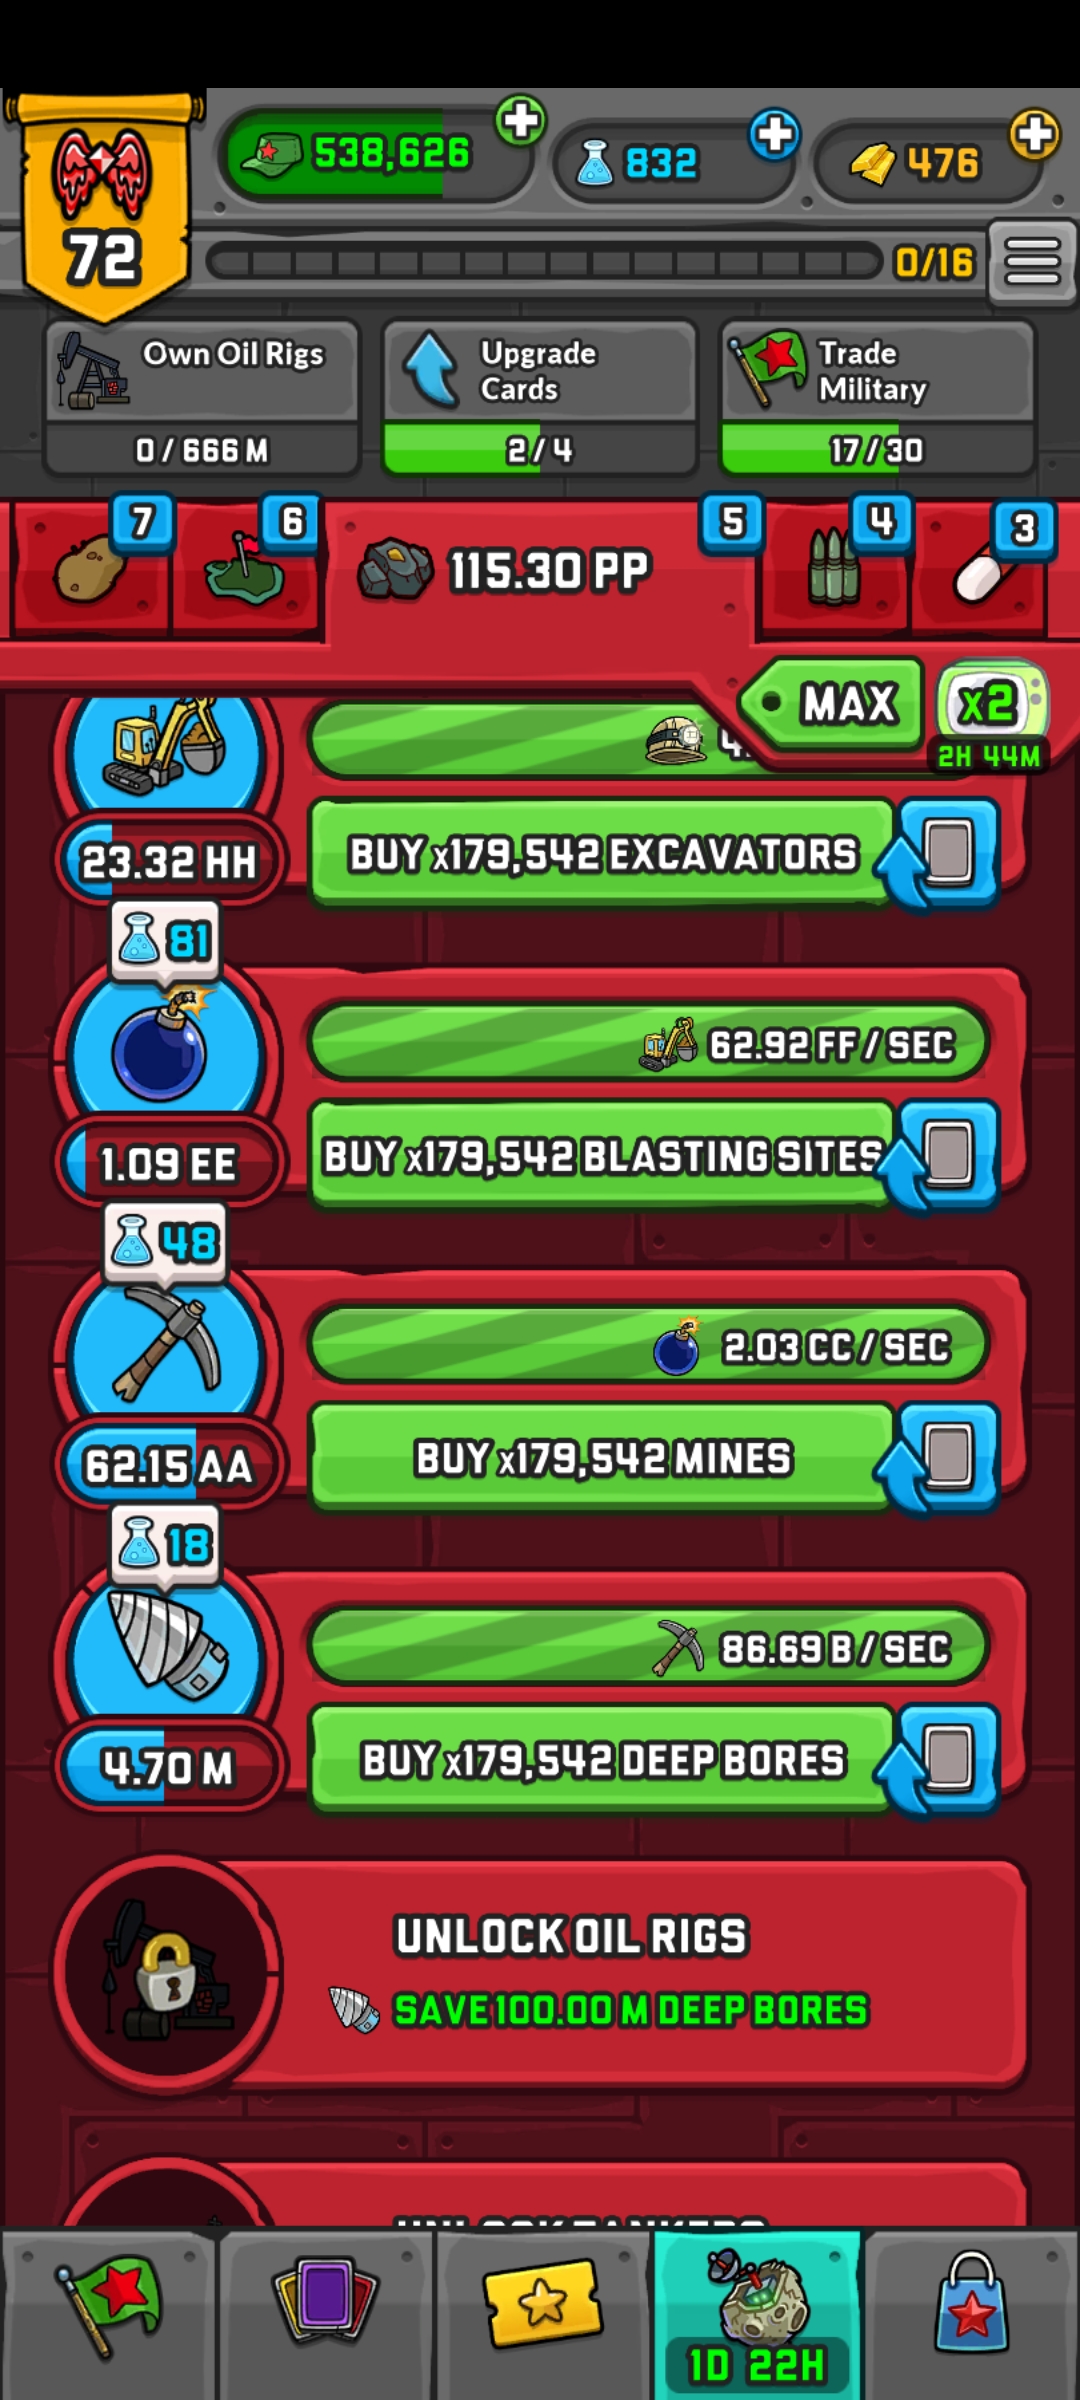 538,626
832
476
72
0/16
Own Oil Rigs
0 / 666 M
Upgrade
Cards
2 / 4
Trade
Military
17 / 30
7
6
115.30 PP
5
4
3
MAX
x2
2H 44M
23.32 HH
BUY x179,542 EXCAVATORS
81
62.92 FF / SEC
1.09 EE
BUY x179,542 BLASTING SITES
48
2.03 CC / SEC
62.15 AA
BUY x179,542 MINES
18
86.69 B / SEC
4.70 M
BUY x179,542 DEEP BORES
UNLOCK OIL RIGS
SAVE 100.00 M DEEP BORES
UNLOCK TANKERS
1D 22H